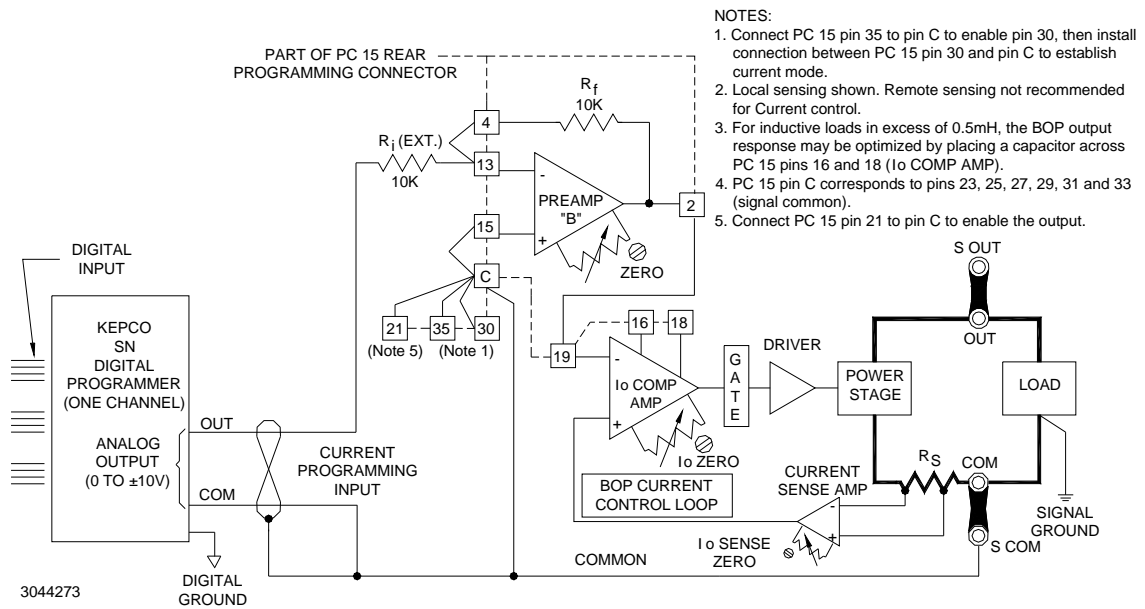 NOTES:
1. Connect PC 15 pin 35 to pin C to enable pin 30, then install
connection between PC 15 pin 30 and pin C to establish
current mode.
2. Local sensing shown. Remote sensing not recommended
for Current control.
3. For inductive loads in excess of 0.5mH, the BOP output
response may be optimized by placing a capacitor across
PC 15 pins 16 and 18 (Io COMP AMP).
4. PC 15 pin C corresponds to pins 23, 25, 27, 29, 31 and 33
(signal common).
5. Connect PC 15 pin 21 to pin C to enable the output.
PART OF PC 15 REAR
PROGRAMMING CONNECTOR
Rf
10K
4
Ri (EXT.)
10K
13
-
PREAMP
"B"
+
2
15
ZERO
C
21
35
30
(Note 5)
(Note 1)
19
16
18
-
Io COMP
AMP
+
Io ZERO
GATE
DRIVER
POWER
STAGE
S OUT
OUT
LOAD
RS
COM
S COM
SIGNAL
GROUND
CURRENT
SENSE AMP
-
+
Io SENSE
ZERO
BOP CURRENT
CONTROL LOOP
DIGITAL
INPUT
KEPCO
SN
DIGITAL
PROGRAMMER
(ONE CHANNEL)
ANALOG
OUTPUT
(0 TO ±10V)
OUT
COM
CURRENT
PROGRAMMING
INPUT
COMMON
DIGITAL
GROUND
3044273